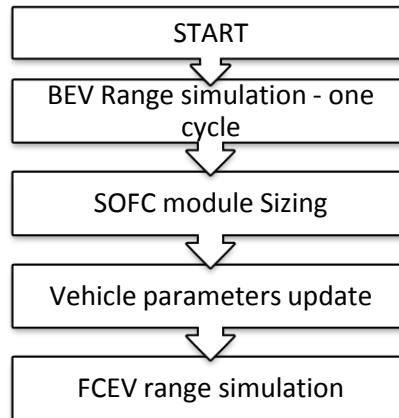 START
BEV Range simulation - one
cycle
SOFC module Sizing
Vehicle parameters update
FCEV range simulation